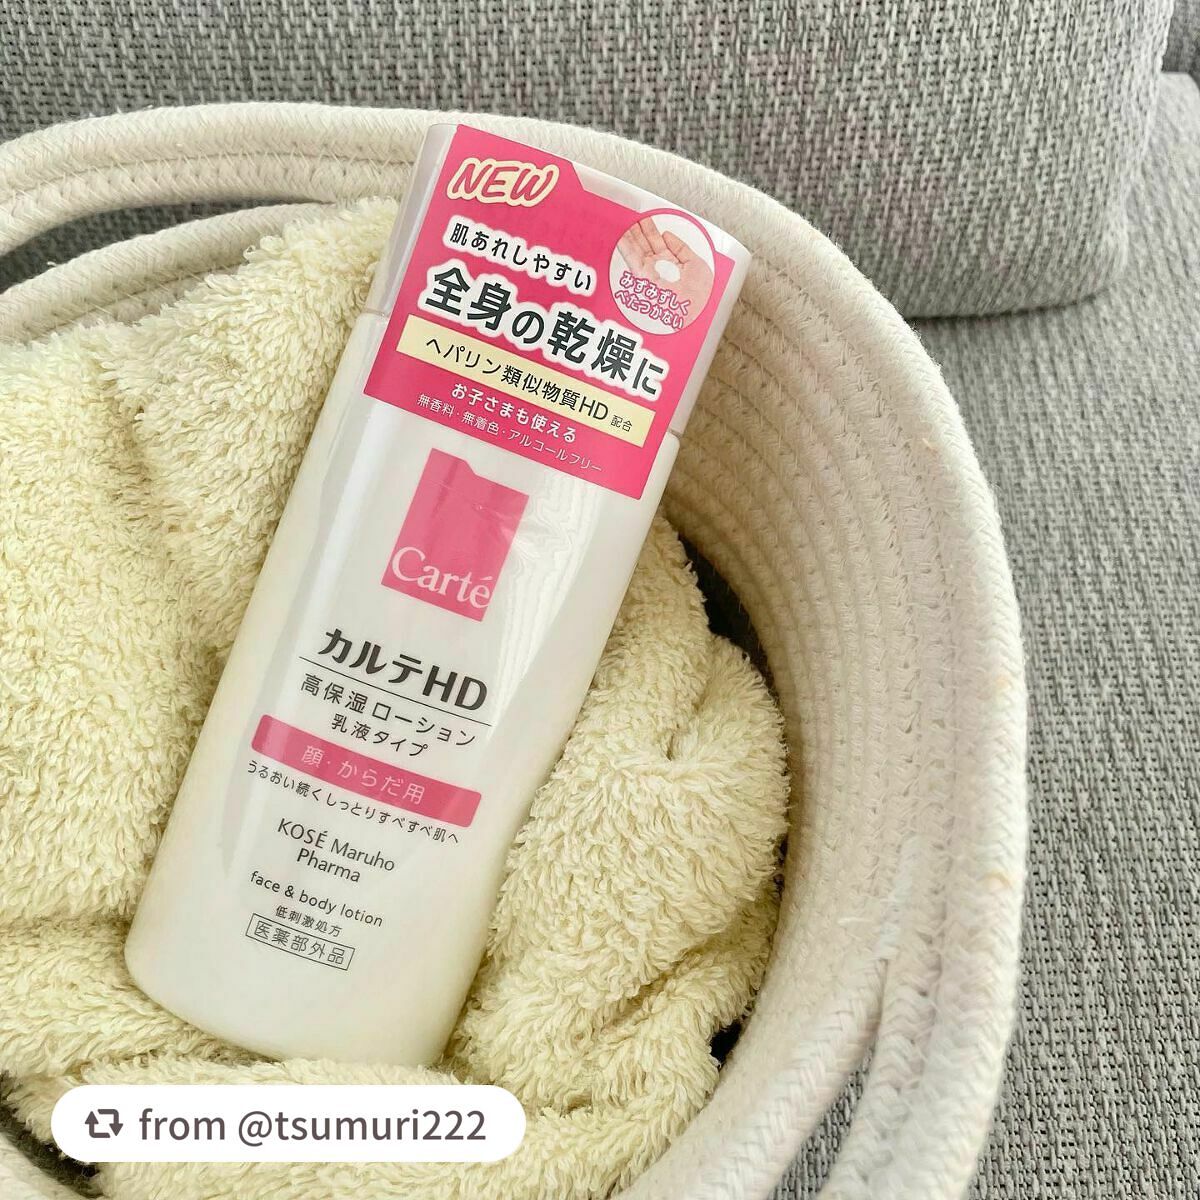 NEW
肌あれしやすい
全身の乾燥に
みずみずしく
べたつかない
ヘパリン類似物質HD 配合
お子さまも使える
無香料・無着色・アルコールフリー
Carté
カルテHD
高保湿ローション
乳液タイプ
顔・からだ用
うるおい続くしっとりすべすべ肌へ
KOSÉ Maruho
Pharma
face & body lotion
低刺激処方
医薬部外品
from @tsumuri222